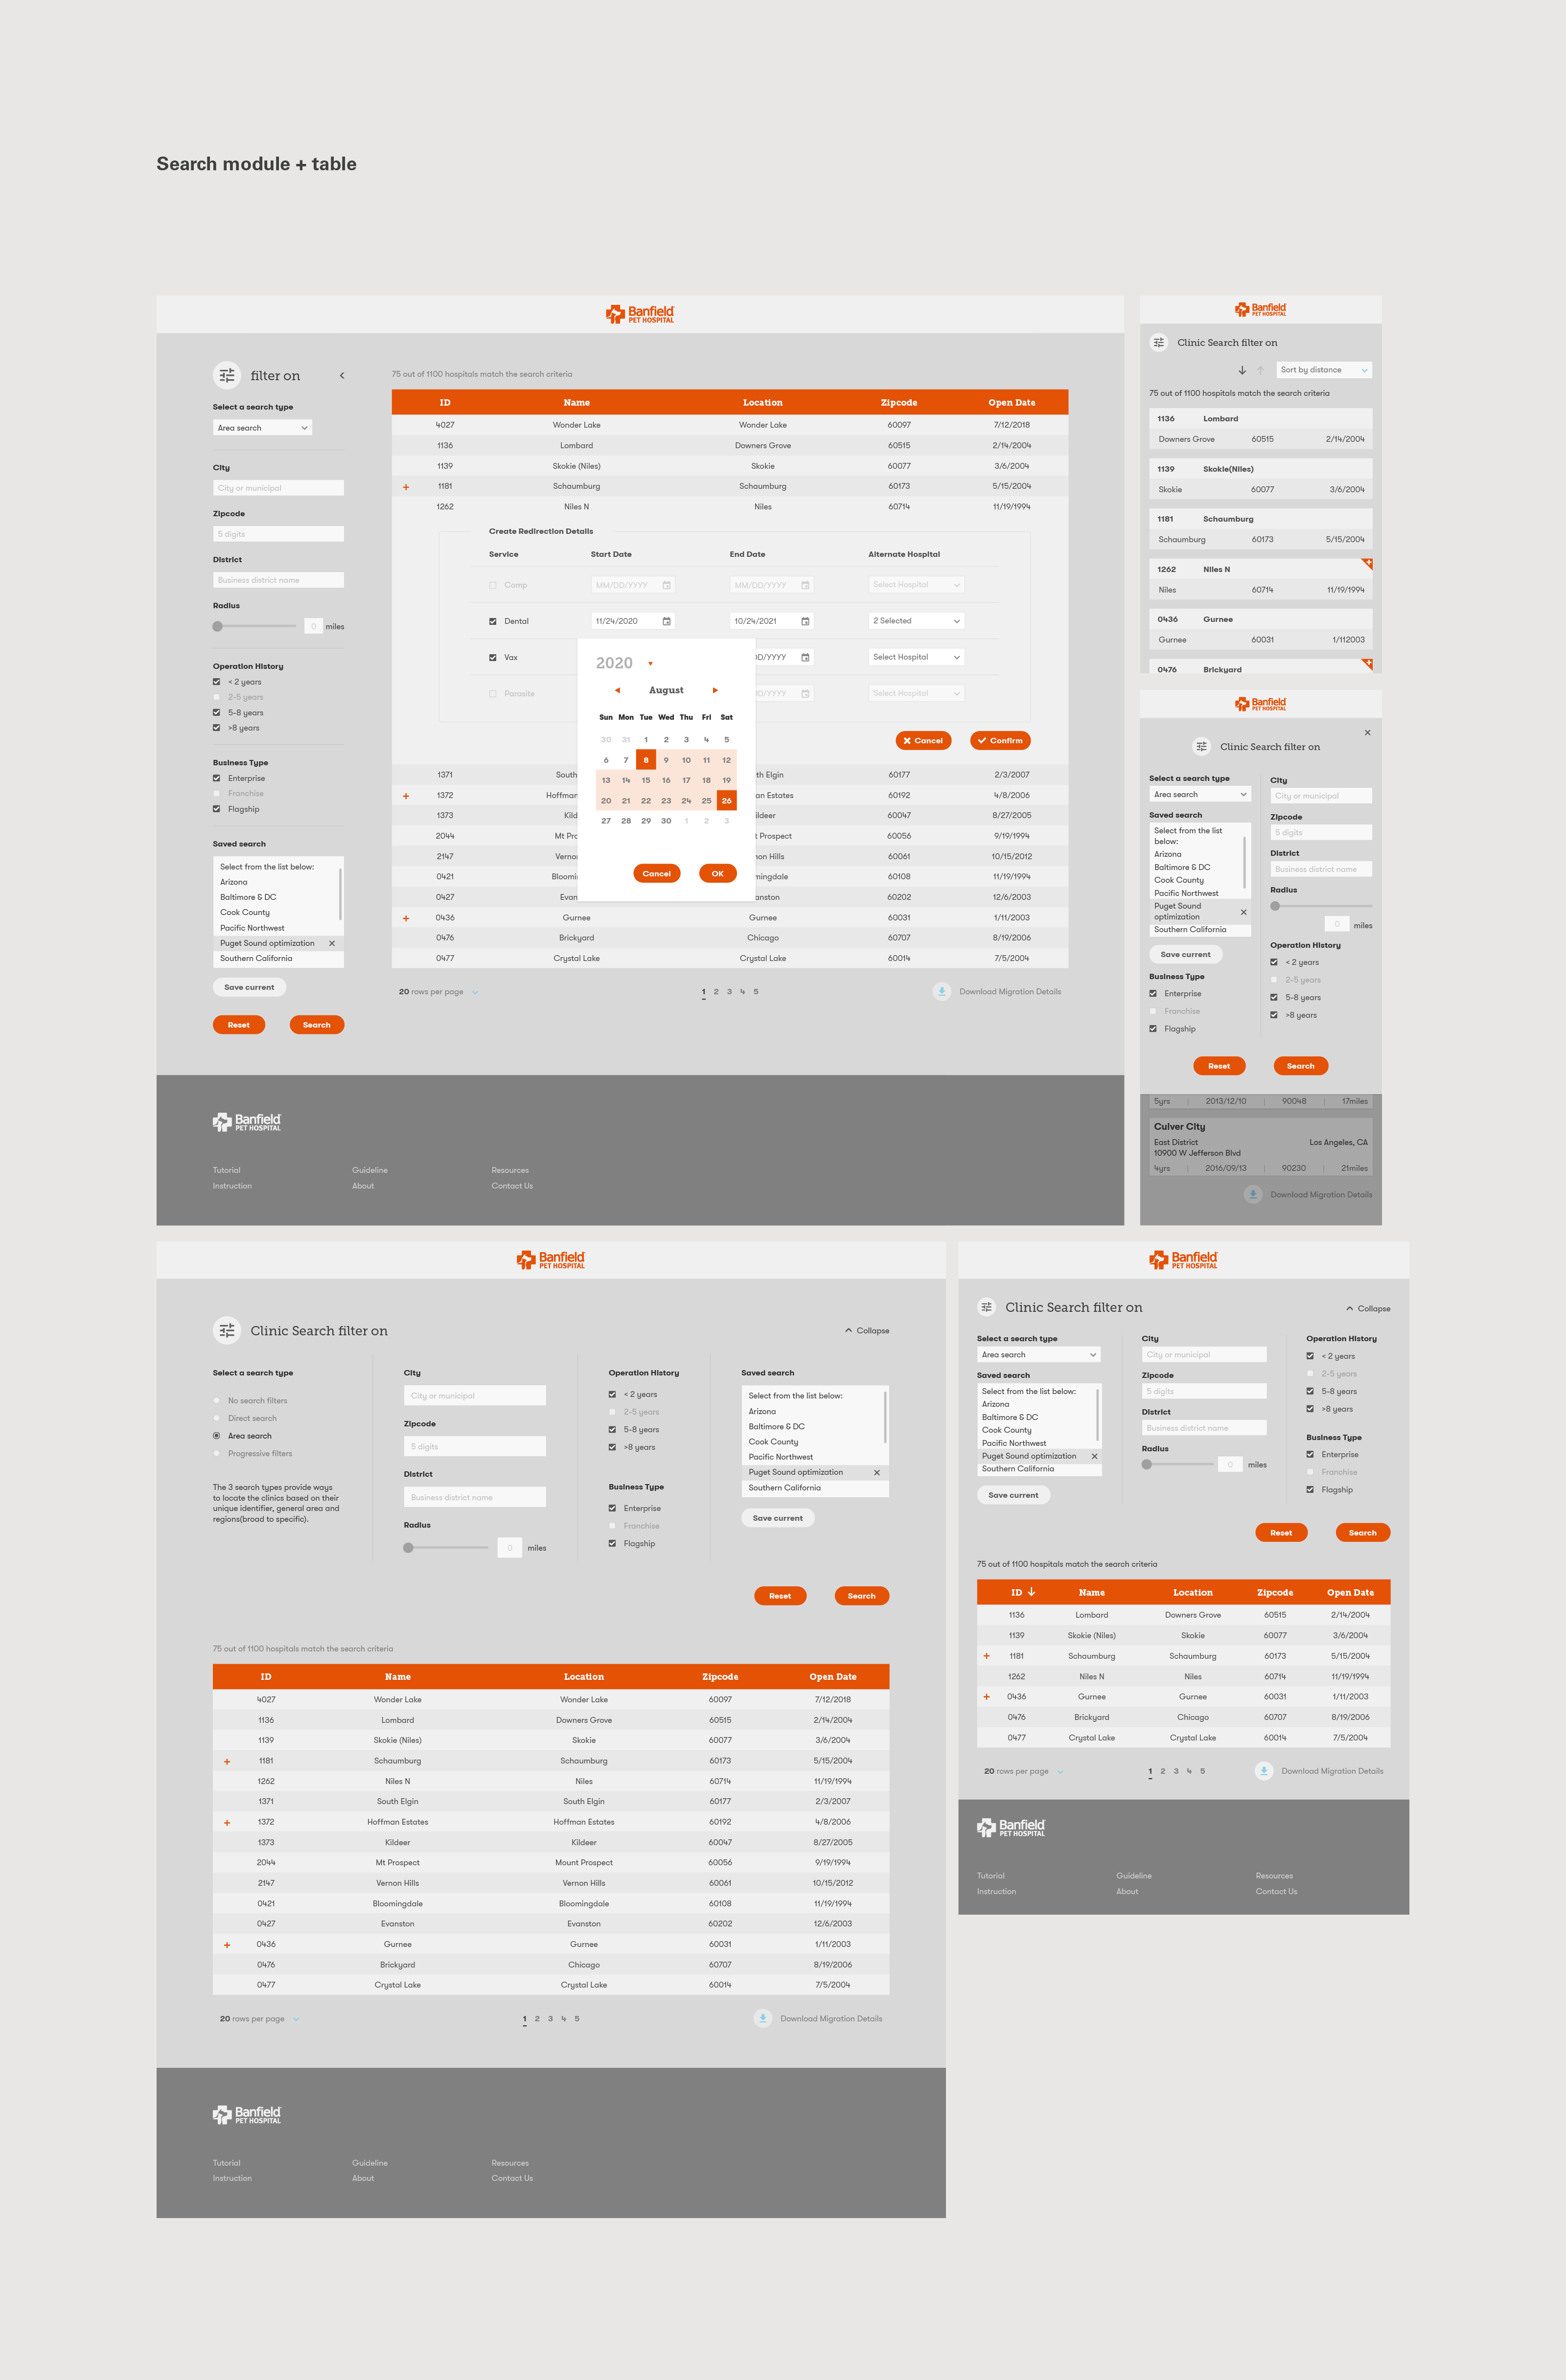 Search module + table
Banfield
PET HOSPITAL
filter on
Select a search type
Area search
City
City or municipal
Zipcode
5 digits
District
Business district name
Radius
0 miles
Operation History
< 2 years
2-5 years
5-8 years
>8 years
Business Type
Enterprise
Franchise
Flagship
Saved search
Select from the list below:
Arizona
Baltimore & DC
Cook County
Pacific Northwest
Puget Sound optimization
Southern California
Save current
Reset Search
75 out of 1100 hospitals match the search criteria
ID Name Location Zipcode Open Date
4027 Wonder Lake Wonder Lake 60097 7/12/2018
1136 Lombard Downers Grove 60515 2/14/2004
1139 Skokie (Niles) Skokie 60077 3/6/2004
1181 Schaumburg Schaumburg 60173 5/15/2004
1262 Niles N Niles 60714 11/19/1994
Create Redirection Details
Service Start Date End Date Alternate Hospital
Comp MM/DD/YYYY MM/DD/YYYY Select Hospital
Dental 11/24/2020 10/24/2021 2 Selected
Vax D/YYYY Select Hospital
Parasite D/YYYY Select Hospital
Cancel Confirm
2020
August
Sun Mon Tue Wed Thu Fri Sat
30 31 1 2 3 4 5
6 7 8 9 10 11 12
13 14 15 16 17 18 19
20 21 22 23 24 25 26
27 28 29 30 1 2 3
Cancel OK
1371 South th Elgin 60177 2/3/2007
1372 Hoffman an Estates 60192 4/8/2006
1373 Kild ildeer 60047 8/27/2005
2044 Mt Pro t Prospect 60056 9/19/1994
2147 Verno non Hills 60061 10/15/2012
0421 Bloomi mingdale 60108 11/19/1994
0427 Evan anston 60202 12/6/2003
0436 Gurnee Gurnee 60031 1/11/2003
0476 Brickyard Chicago 60707 8/19/2006
0477 Crystal Lake Crystal Lake 60014 7/5/2004
20 rows per page 1 2 3 4 5 Download Migration Details
Banfield
PET HOSPITAL
Tutorial Guideline Resources
Instruction About Contact Us
Banfield
PET HOSPITAL
Clinic Search filter on
Sort by distance
75 out of 1100 hospitals match the search criteria
1136 Lombard
Downers Grove 60515 2/14/2004
1139 Skokie(Niles)
Skokie 60077 3/6/2004
1181 Schaumburg
Schaumburg 60173 5/15/2004
1262 Niles N
Niles 60714 11/19/1994
0436 Gurnee
Gurnee 60031 1/112003
0476 Brickyard
Banfield
PET HOSPITAL
Clinic Search filter on
Select a search type
Area search
Saved search
Select from the list
below:
Arizona
Baltimore & DC
Cook County
Pacific Northwest
Puget Sound
optimization
Southern California
Save current
Business Type
Enterprise
Franchise
Flagship
City
City or municipal
Zipcode
5 digits
District
Business district name
Radius
0 miles
Operation History
< 2 years
2-5 years
5-8 years
>8 years
Reset Search
5yrs | 2013/12/10 | 90048 | 17miles
Culver City
East District Los Angeles, CA
10900 W Jefferson Blvd
4yrs | 2016/09/13 | 90230 | 21miles
Download Migration Details
Banfield
PET HOSPITAL
Clinic Search filter on
Collapse
Select a search type
No search filters
Direct search
Area search
Progressive filters
The 3 search types provide ways
to locate the clinics based on their
unique identifier, general area and
regions(broad to specific).
City
City or municipal
Zipcode
5 digits
District
Business district name
Radius
0 miles
Operation History
< 2 years
2-5 years
5-8 years
>8 years
Business Type
Enterprise
Franchise
Flagship
Saved search
Select from the list below:
Arizona
Baltimore & DC
Cook County
Pacific Northwest
Puget Sound optimization
Southern California
Save current
Reset Search
75 out of 1100 hospitals match the search criteria
ID Name Location Zipcode Open Date
4027 Wonder Lake Wonder Lake 60097 7/12/2018
1136 Lombard Downers Grove 60515 2/14/2004
1139 Skokie (Niles) Skokie 60077 3/6/2004
1181 Schaumburg Schaumburg 60173 5/15/2004
1262 Niles N Niles 60714 11/19/1994
1371 South Elgin South Elgin 60177 2/3/2007
1372 Hoffman Estates Hoffman Estates 60192 4/8/2006
1373 Kildeer Kildeer 60047 8/27/2005
2044 Mt Prospect Mount Prospect 60056 9/19/1994
2147 Vernon Hills Vernon Hills 60061 10/15/2012
0421 Bloomingdale Bloomingdale 60108 11/19/1994
0427 Evanston Evanston 60202 12/6/2003
0436 Gurnee Gurnee 60031 1/11/2003
0476 Brickyard Chicago 60707 8/19/2006
0477 Crystal Lake Crystal Lake 60014 7/5/2004
20 rows per page 1 2 3 4 5 Download Migration Details
Banfield
PET HOSPITAL
Tutorial Guideline Resources
Instruction About Contact Us
Banfield
PET HOSPITAL
Clinic Search filter on
Collapse
Select a search type
Area search
Saved search
Select from the list below:
Arizona
Baltimore & DC
Cook County
Pacific Northwest
Puget Sound optimization
Southern California
Save current
City
City or municipal
Zipcode
5 digits
District
Business district name
Radius
0 miles
Operation History
< 2 years
2-5 years
5-8 years
>8 years
Business Type
Enterprise
Franchise
Flagship
Reset Search
75 out of 1100 hospitals match the search criteria
ID Name Location Zipcode Open Date
1136 Lombard Downers Grove 60515 2/14/2004
1139 Skokie (Niles) Skokie 60077 3/6/2004
1181 Schaumburg Schaumburg 60173 5/15/2004
1262 Niles N Niles 60714 11/19/1994
0436 Gurnee Gurnee 60031 1/11/2003
0476 Brickyard Chicago 60707 8/19/2006
0477 Crystal Lake Crystal Lake 60014 7/5/2004
20 rows per page 1 2 3 4 5 Download Migration Details
Banfield
PET HOSPITAL
Tutorial Guideline Resources
Instruction About Contact Us